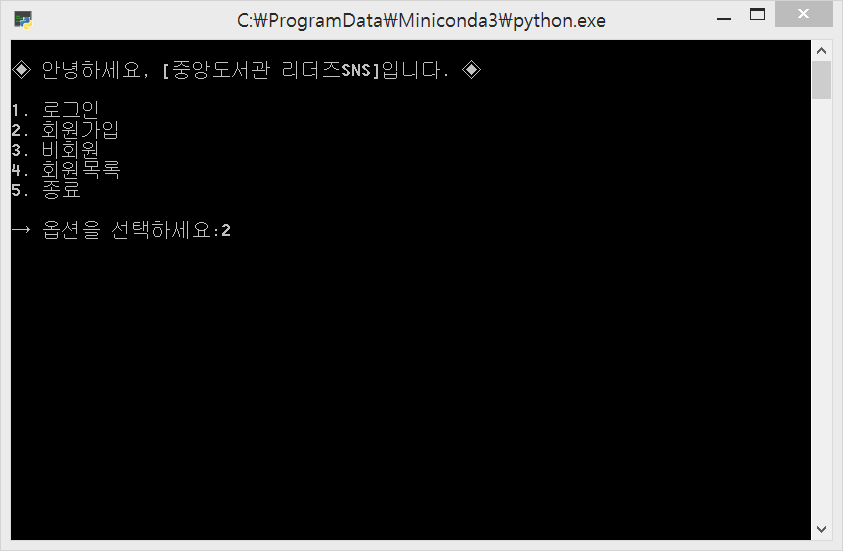 C:₩ProgramData₩Miniconda3₩python.exe
◈ 안녕하세요, [중앙도서관 리더즈SNS]입니다. ◈
1. 로그인
2. 회원가입
3. 비회원
4. 회원목록
5. 종료
→ 옵션을 선택하세요:2